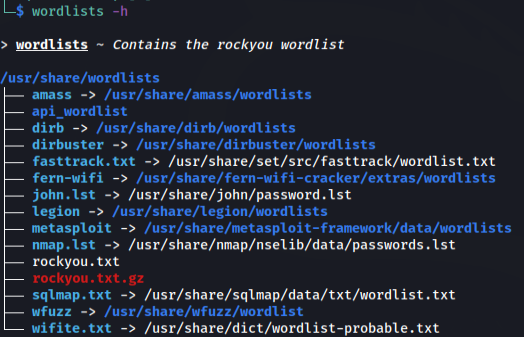 $ wordlists -h
> wordlists ~ Contains the rockyou wordlist
/usr/share/wordlists
├── amass -> /usr/share/amass/wordlists
├── api_wordlist
├── dirb -> /usr/share/dirb/wordlists
├── dirbuster -> /usr/share/dirbuster/wordlists
├── fasttrack.txt -> /usr/share/set/src/fasttrack/wordlist.txt
├── fern-wifi -> /usr/share/fern-wifi-cracker/extras/wordlists
├── john.lst -> /usr/share/john/password.lst
├── legion -> /usr/share/legion/wordlists
├── metasploit -> /usr/share/metasploit-framework/data/wordlists
├── nmap.lst -> /usr/share/nmap/nselib/data/passwords.lst
├── rockyou.txt
├── rockyou.txt.gz
├── sqlmap.txt -> /usr/share/sqlmap/data/txt/wordlist.txt
├── wfuzz -> /usr/share/wfuzz/wordlist
└── wifite.txt -> /usr/share/dict/wordlist-probable.txt